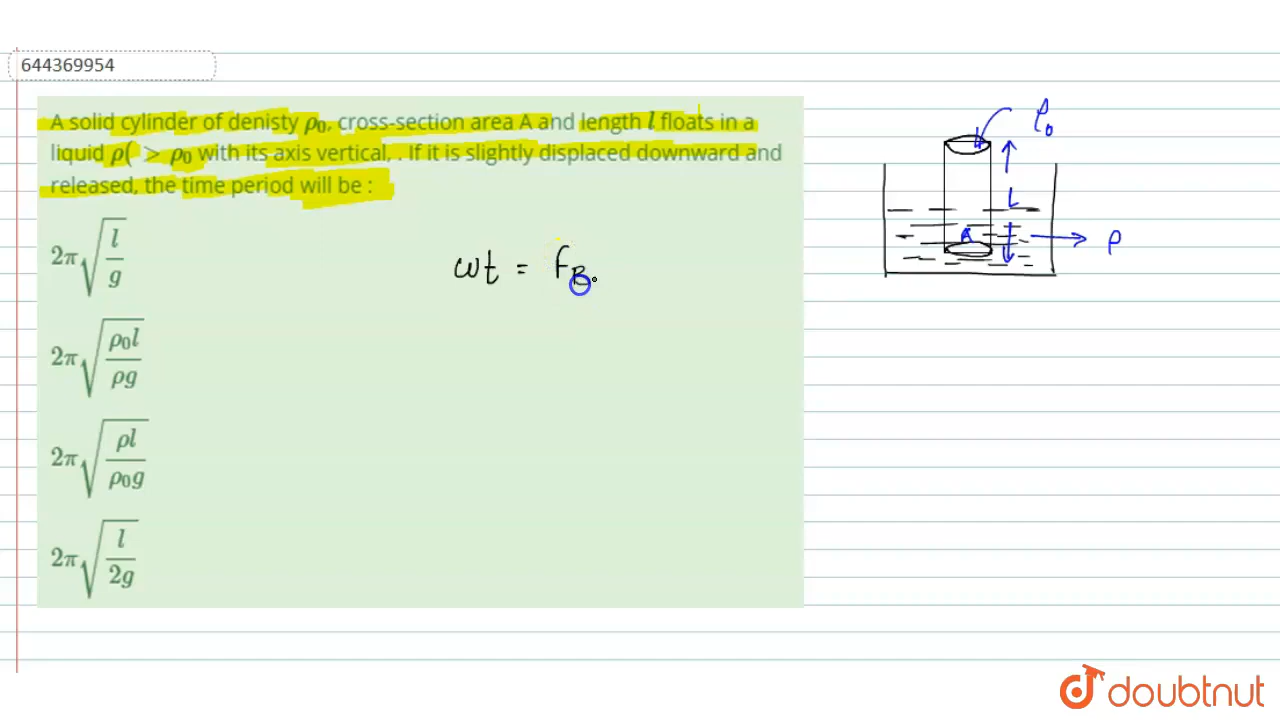 644369954
A solid cylinder of denisty ρ₀, cross-section area A and length l floats in a
liquid ρ( > ρ₀ with its axis vertical, . If it is slightly displaced downward and
released, the time period will be :
2π√(l/g)
2π√(ρ₀l/ρg)
2π√(ρl/ρ₀g)
2π√(l/2g)
wt = FB
ρ₀
L
A
ρ
doubtnut